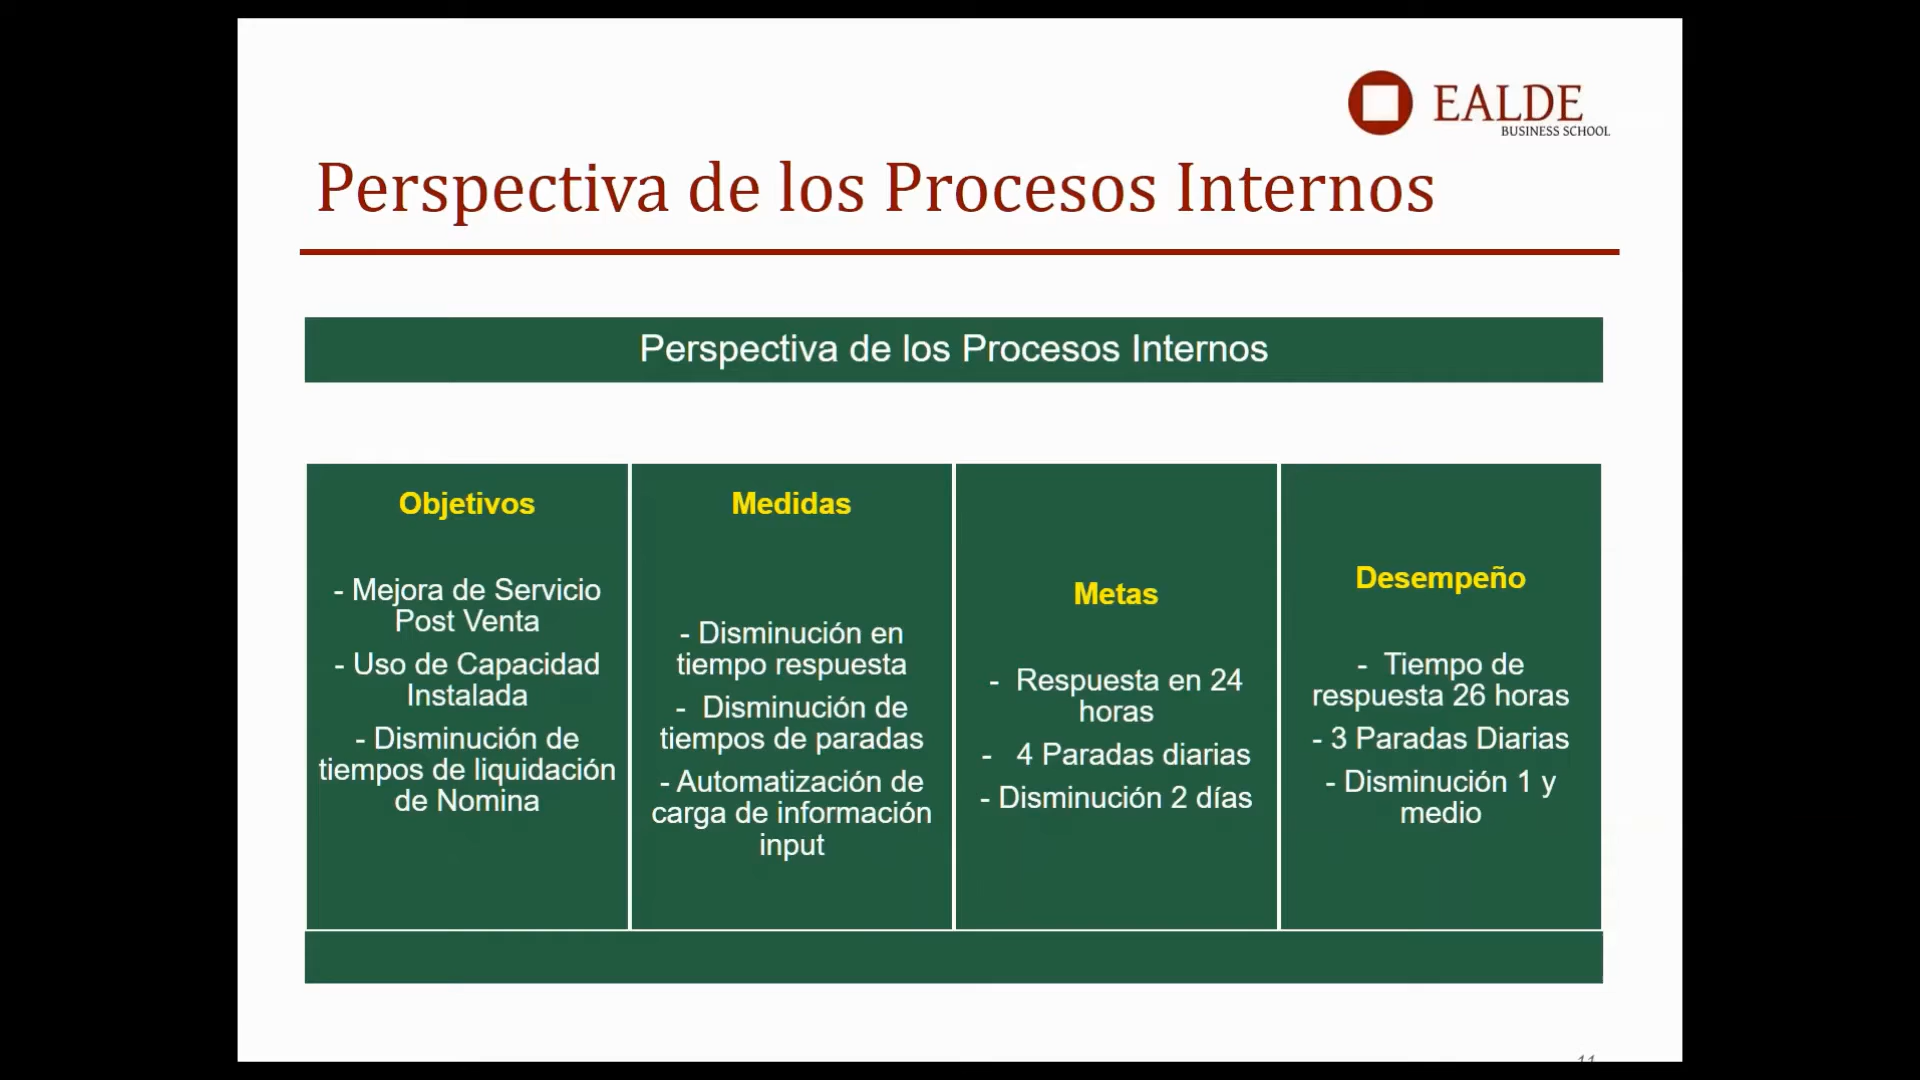 EALDE
BUSINESS SCHOOL
Perspectiva de los Procesos Internos
Perspectiva de los Procesos Internos
Objetivos
- Mejora de Servicio
Post Venta
- Uso de Capacidad
Instalada
- Disminución de
tiempos de liquidación
de Nomina
Medidas
- Disminución en
tiempo respuesta
- Disminución de
tiempos de paradas
- Automatización de
carga de información
input
Metas
- Respuesta en 24
horas
- 4 Paradas diarias
- Disminución 2 días
Desempeño
- Tiempo de
respuesta 26 horas
- 3 Paradas Diarias
- Disminución 1 y
medio
11